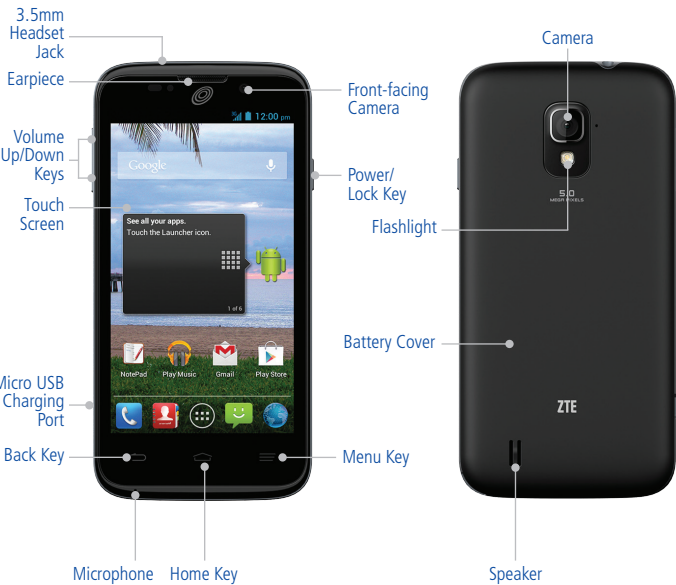 3.5mm
Headset
Jack
Earpiece
Volume
Up/Down
Keys
Touch
Screen
Micro USB
Charging
Port
Back Key
Microphone
Home Key
Front-facing
Camera
Power/
Lock Key
Menu Key
12:00 pm
Google
See all your apps.
Touch the Launcher icon.
1 of 6
NotePad
Play Music
Gmail
Play Store
Camera
Flashlight
Battery Cover
Speaker
5.0
MEGA PIXELS
ZTE